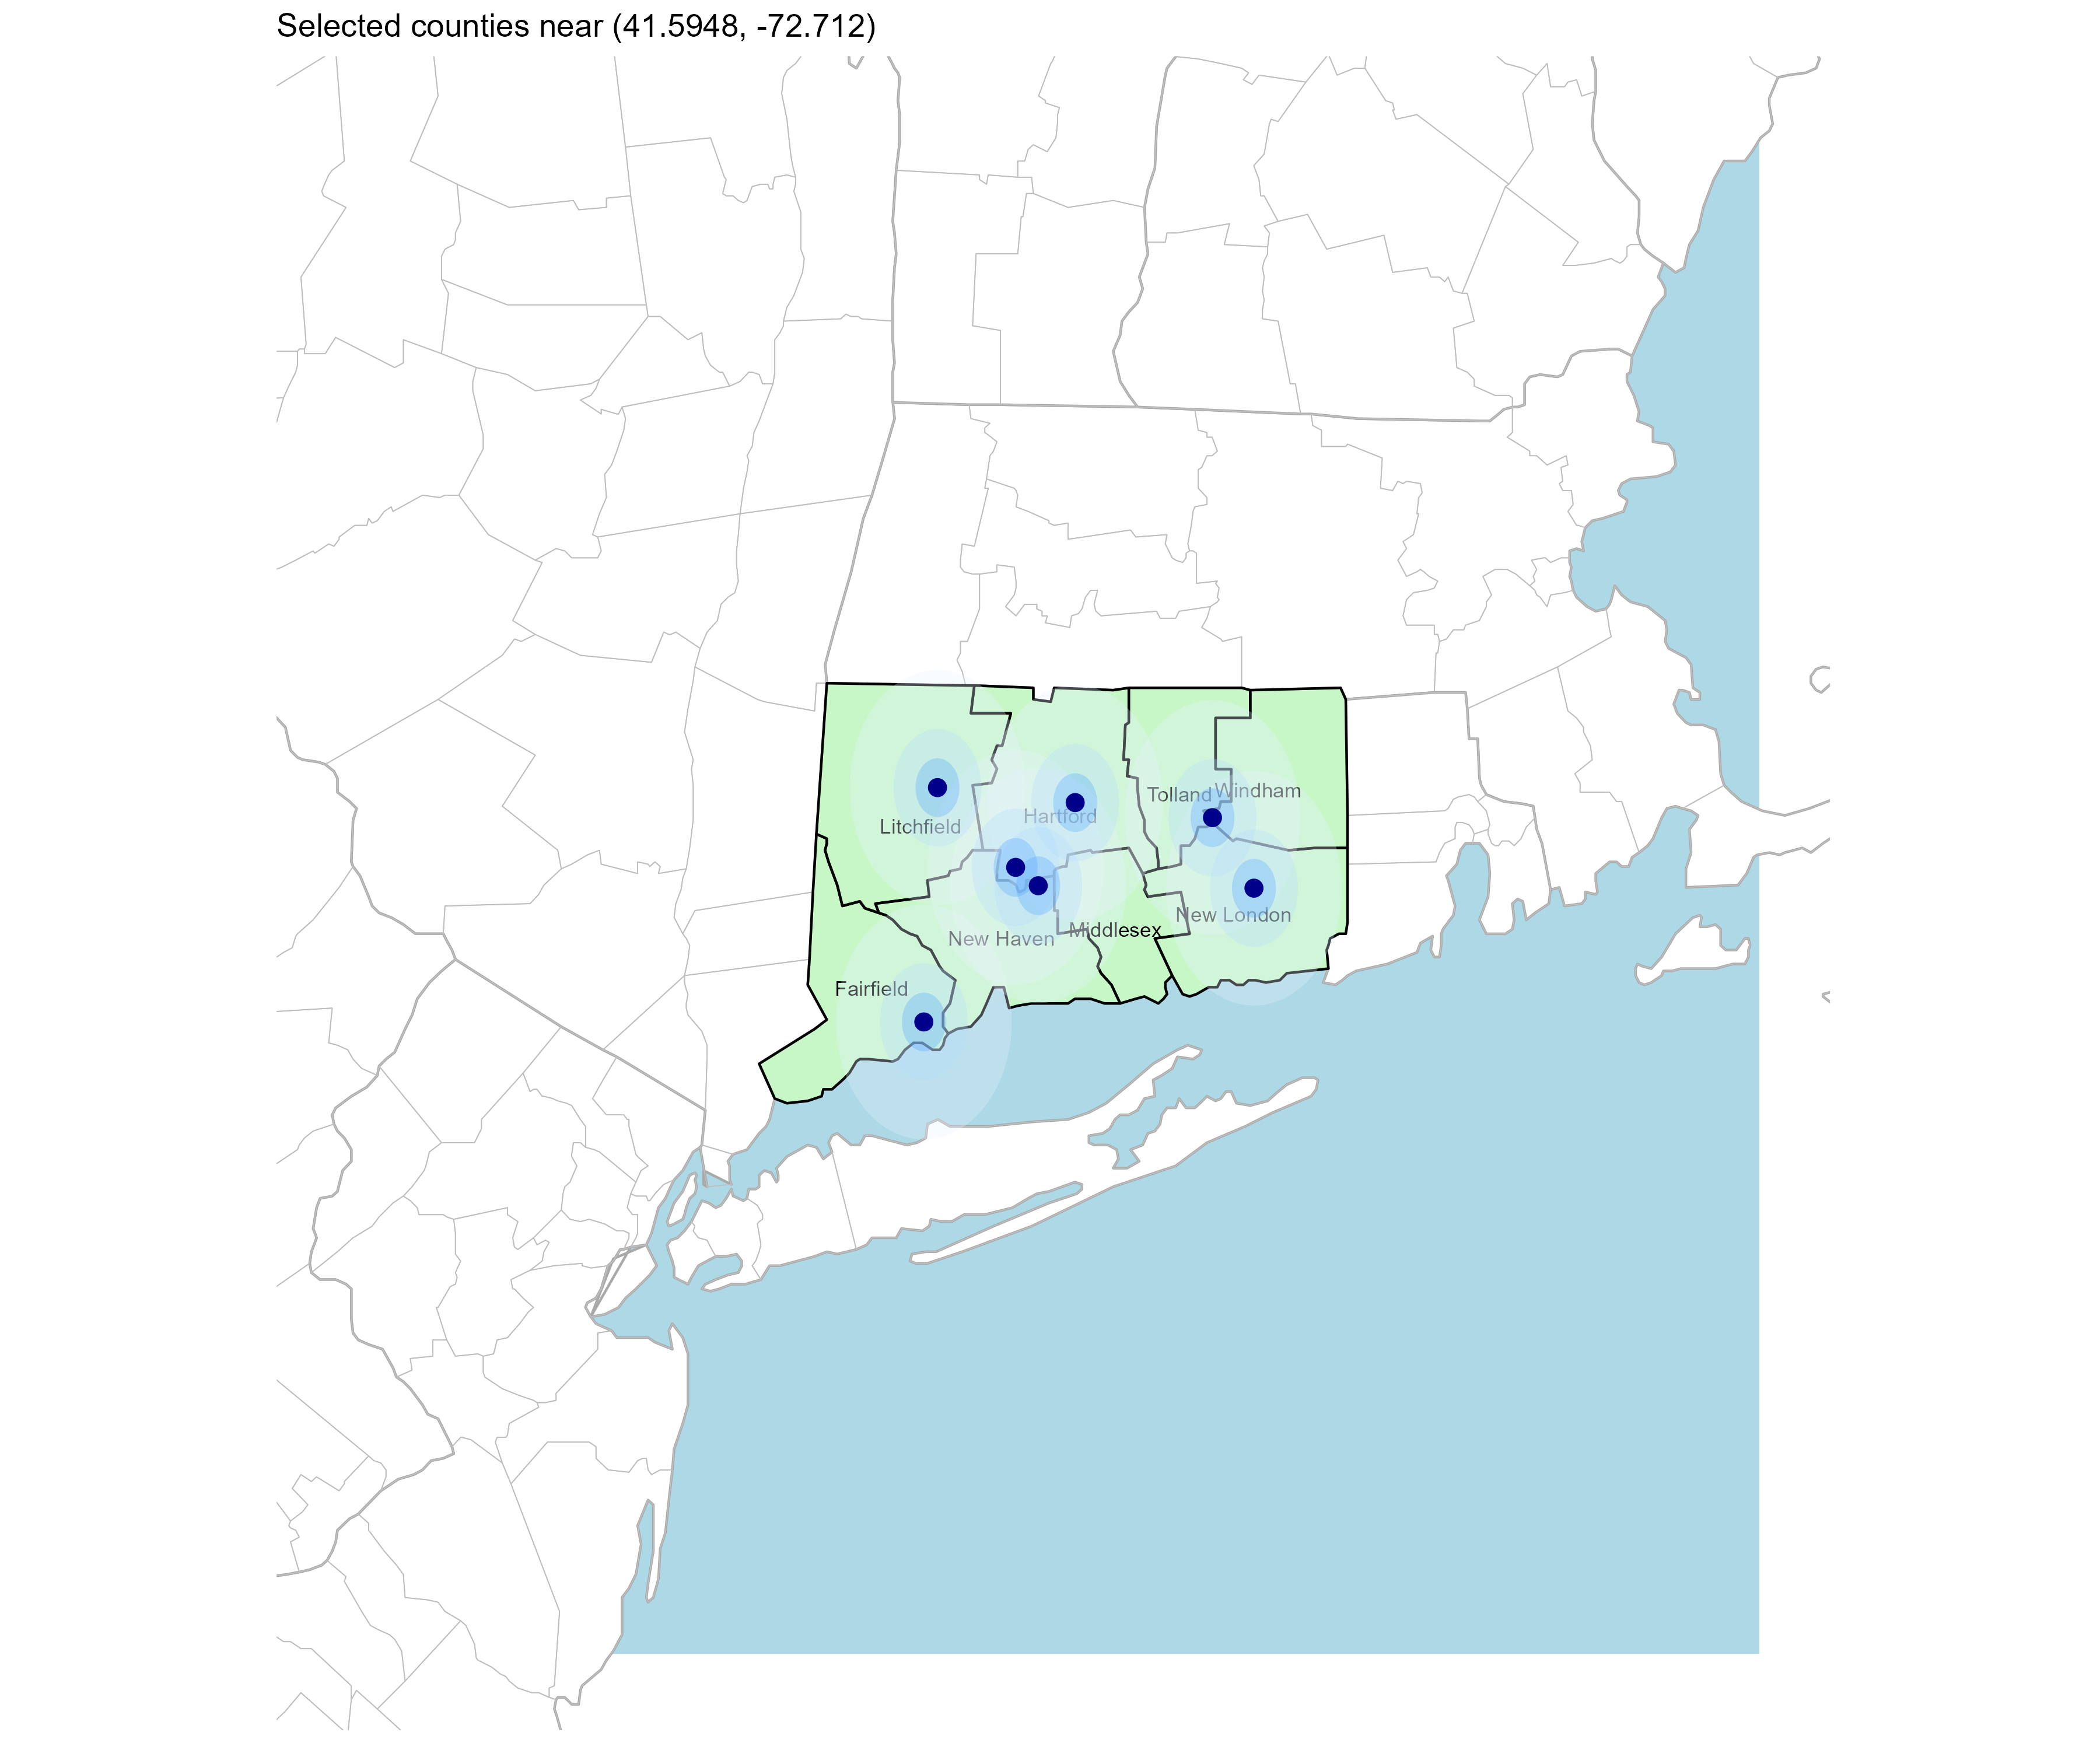 Selected counties near (41.5948, -72.712)
Tolland
Windham
Litchfield
Hartford
New London
Middlesex
New Haven
Fairfield